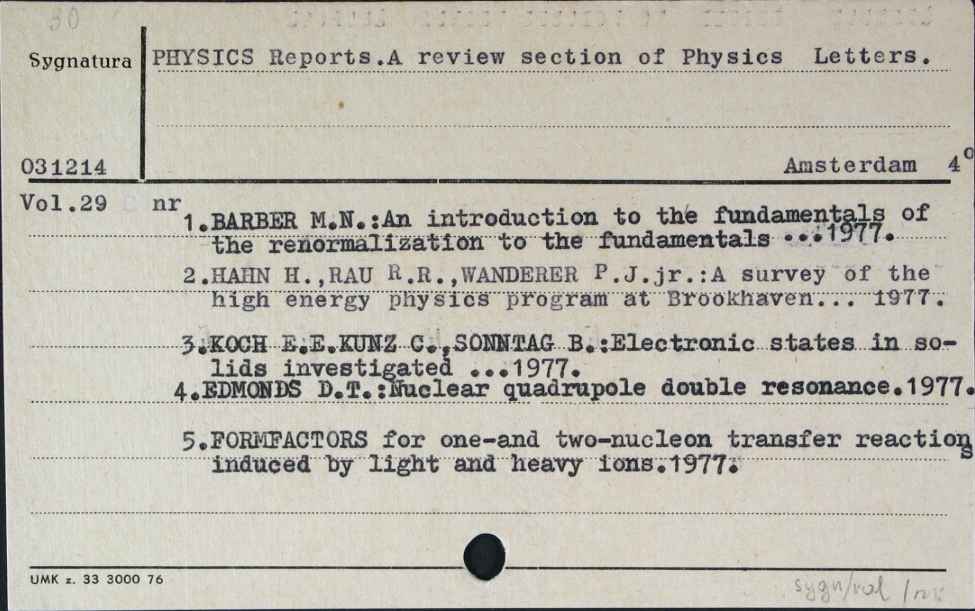 30
Sygnatura PHYSICS Reports.A review section of Physics Letters.
031214 Amsterdam 4º
Vol.29 nr
1.BARBER M.N.:An introduction to the fundamentals of
the renormalization to the fundamentals ...1977.
2.HAHN H.,RAU R.R.,WANDERER P.J.jr.:A survey of the
high energy physics program at Brookhaven... 1977.
3.KOCH E.E.KUNZ C.,SONNTAG B.:Electronic states in so-
lids investigated ...1977.
4.EDMONDS D.T.:Nuclear quadrupole double resonance.1977.
5.FORMFACTORS for one-and two-nucleon transfer reactions
induced by light and heavy ions.1977.
UMK z. 33 3000 76
sygn/vol